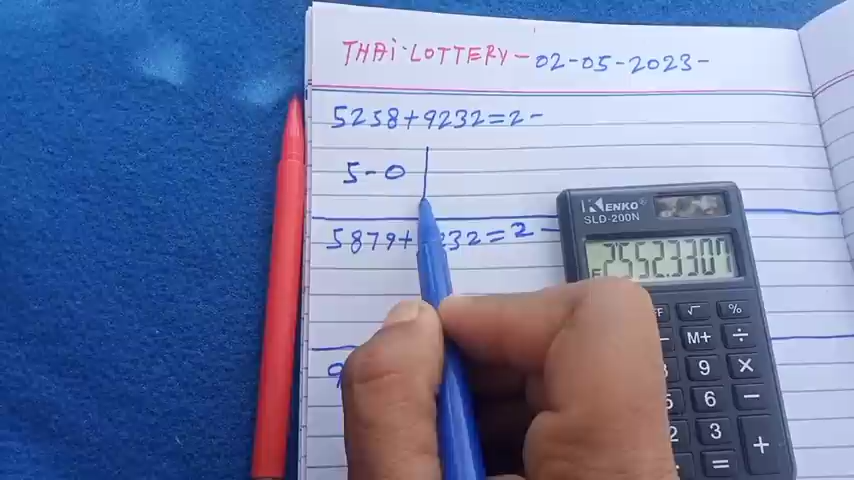 THAi·LOTTERY-02-05-2023-
5258+9232=2-
5-0
5879+ 232=2-
9
KENKO
SLD-200N
2552.3307
E
√ %
M+ ÷
9 ×
6 −
3 +
=